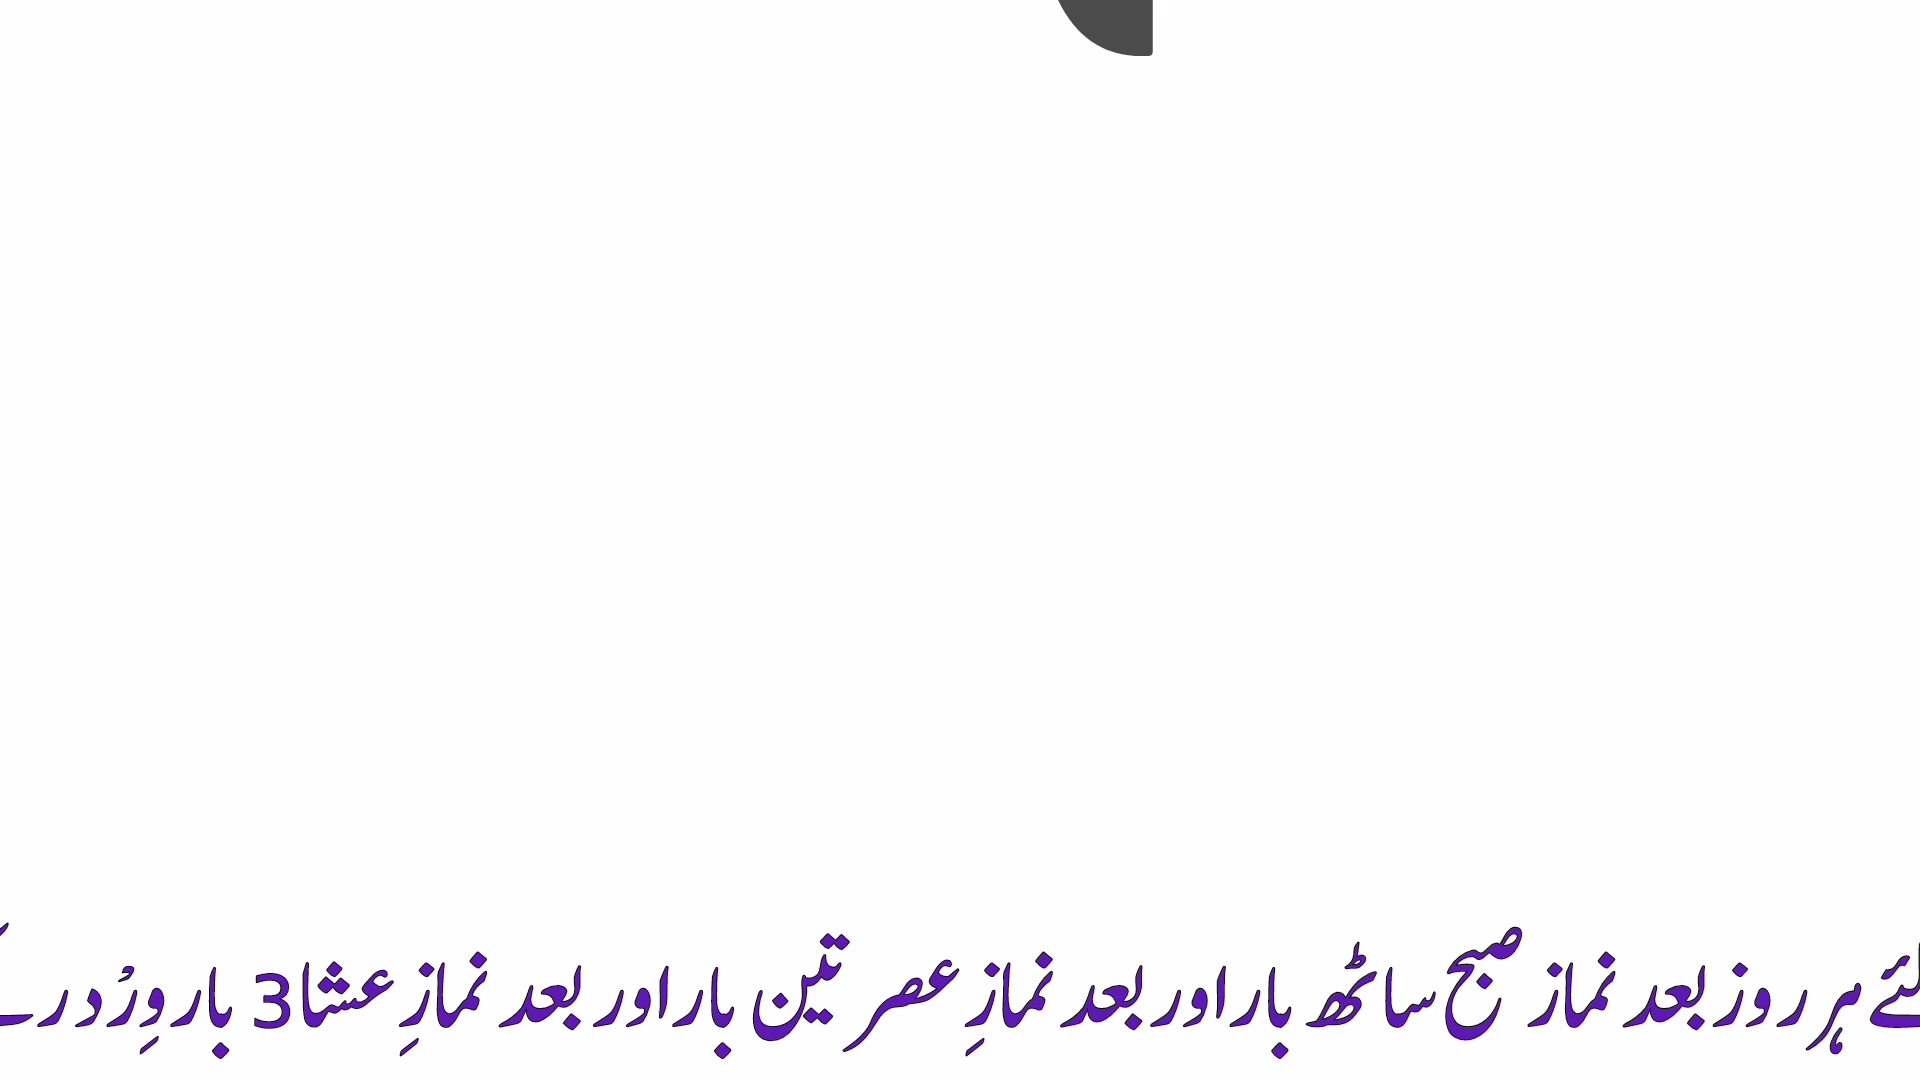 لئے ہر روز بعد نماز صبح ساٹھ بار اور بعد نمازِ عصر تین بار اور بعد نمازِ عشا 3 بار وِرُد رے